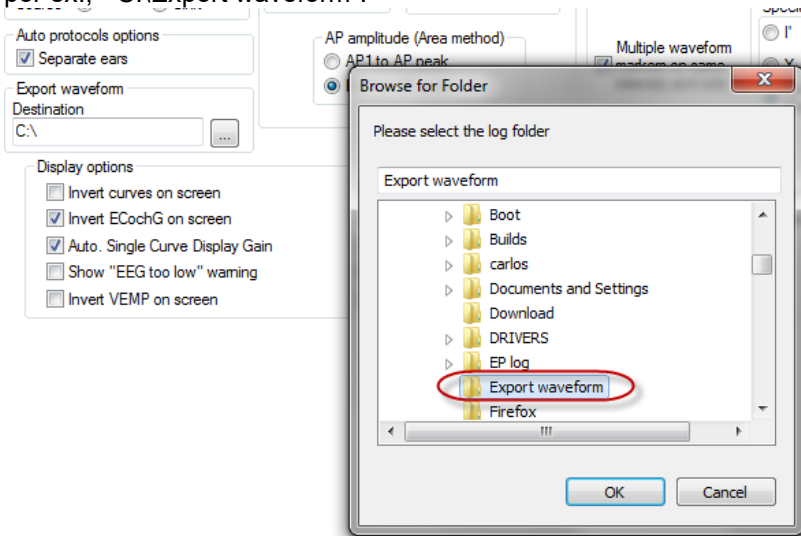 Auto protocols options
Separate ears
Export waveform
Destination
C:\
...
AP amplitude (Area method)
AP1 to AP peak
Multiple waveform
Display options
Invert curves on screen
Invert ECochG on screen
Auto. Single Curve Display Gain
Show "EEG too low" warning
Invert VEMP on screen
Browse for Folder
Please select the log folder
Export waveform
Boot
Builds
carlos
Documents and Settings
Download
DRIVERS
EP log
Export waveform
Firefox
OK
Cancel